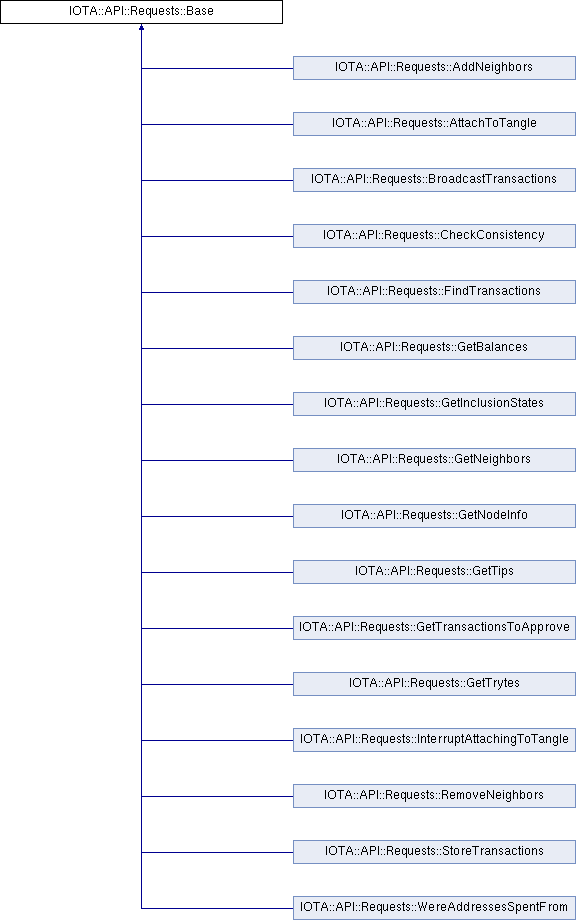 IOTA::API::Requests::Base
IOTA::API::Requests::AddNeighbors
IOTA::API::Requests::AttachToTangle
IOTA::API::Requests::BroadcastTransactions
IOTA::API::Requests::CheckConsistency
IOTA::API::Requests::FindTransactions
IOTA::API::Requests::GetBalances
IOTA::API::Requests::GetInclusionStates
IOTA::API::Requests::GetNeighbors
IOTA::API::Requests::GetNodeInfo
IOTA::API::Requests::GetTips
IOTA::API::Requests::GetTransactionsToApprove
IOTA::API::Requests::GetTrytes
IOTA::API::Requests::InterruptAttachingToTangle
IOTA::API::Requests::RemoveNeighbors
IOTA::API::Requests::StoreTransactions
IOTA::API::Requests::WereAddressesSpentFrom